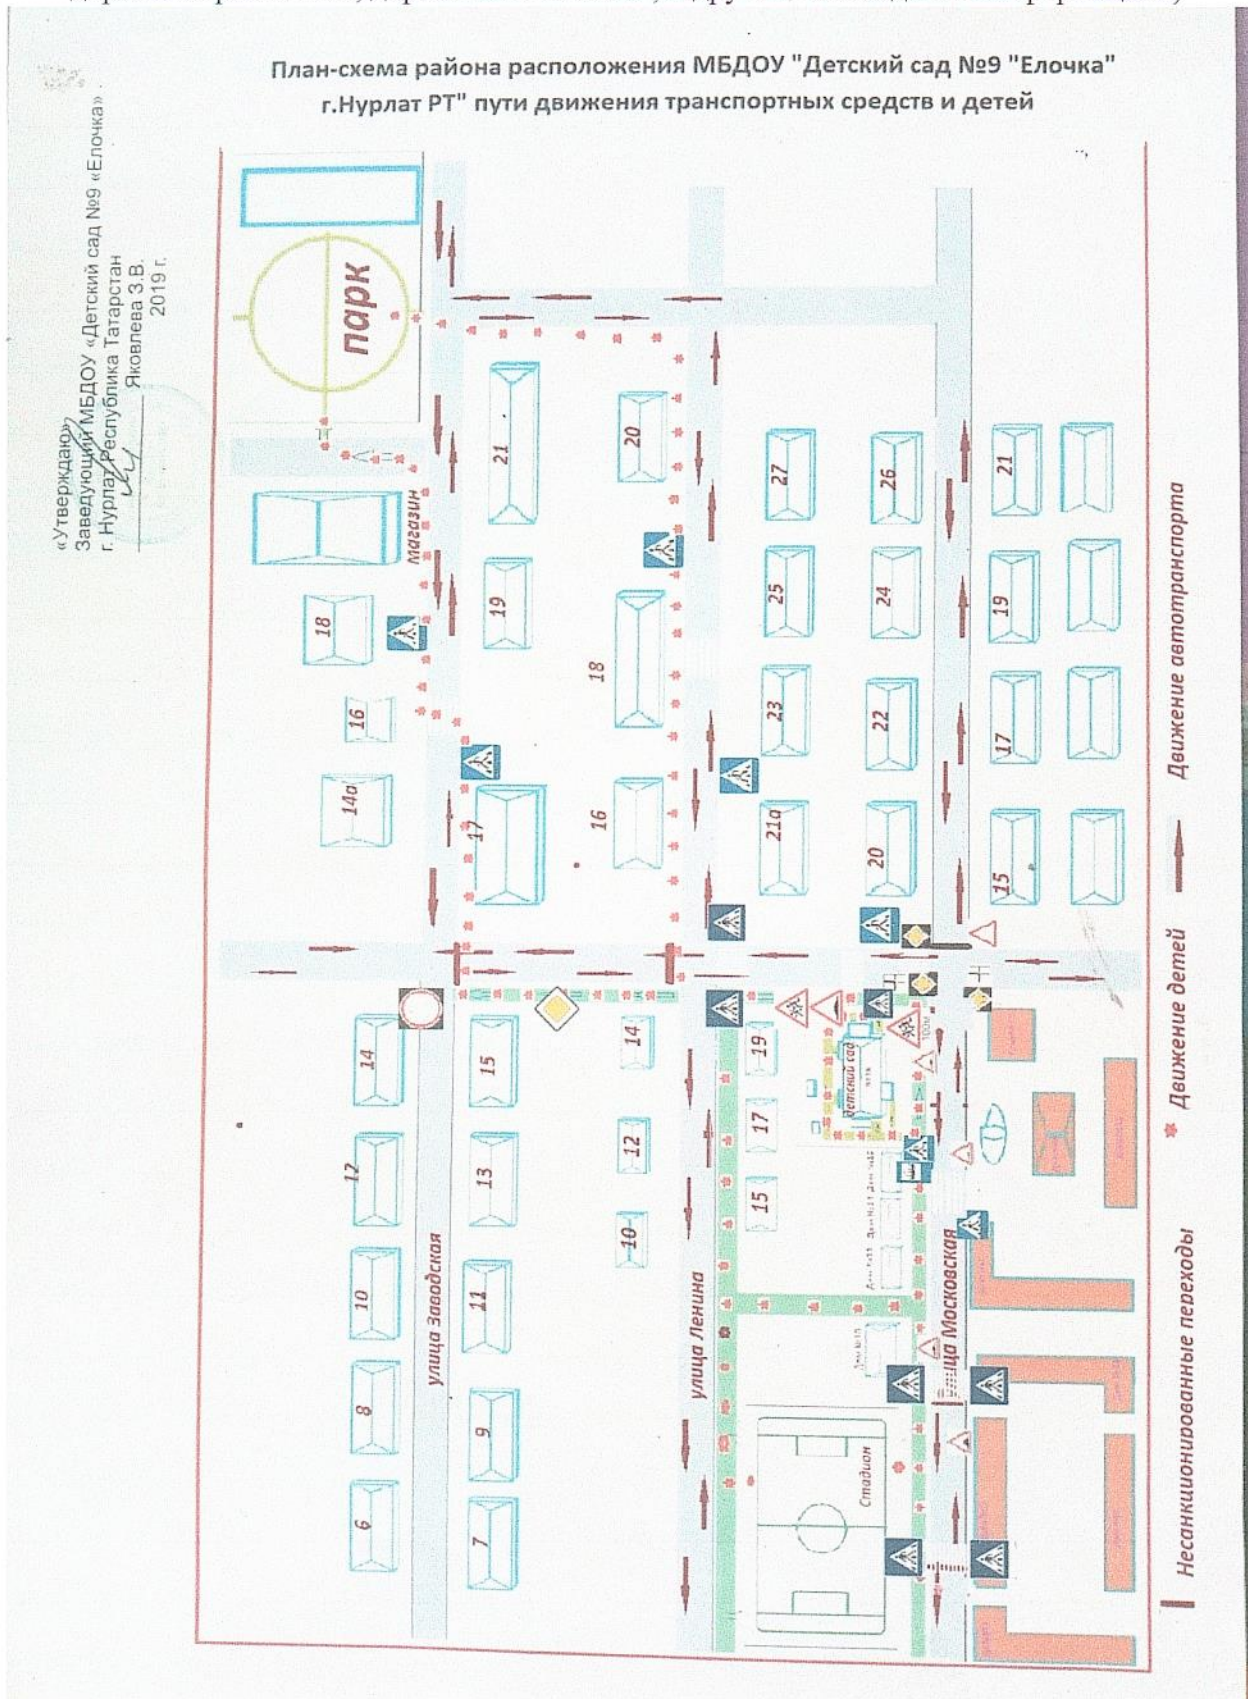 План-схема района расположения МБДОУ "Детский сад №9 "Елочка"
г.Нурлат РТ" пути движения транспортных средств и детей
«Утверждаю»
Заведующий МБДОУ «Детский сад №9 «Елочка»
г. Нурлат Республика Татарстан
Яковлева З.В.
2019 г.
парк
магазин
21
20
27
26
21
18
19
18
25
24
19
16
23
22
17
14а
17
16
21а
20
15
14
15
14
19
детский сад
100м
12
13
12
17
10
11
10
15
улица Заводская
улица Ленина
улица Московская
8
9
6
7
Стадион
Несанкционированные переходы
Движение детей
Движение автотранспорта